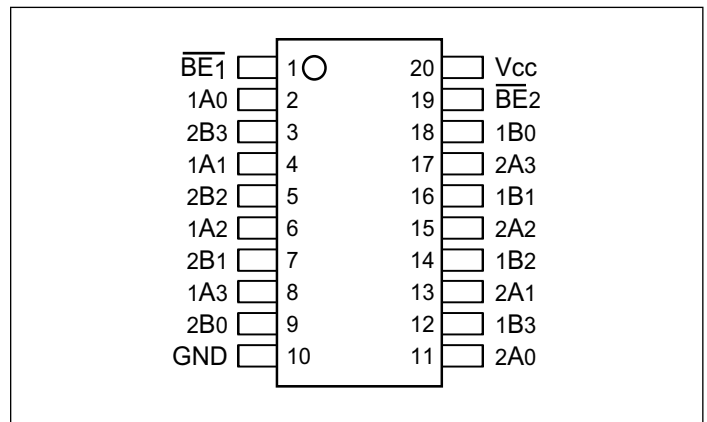 B̅E̅1 1 20 Vcc
1A0 2 19 B̅E̅2
2B3 3 18 1B0
1A1 4 17 2A3
2B2 5 16 1B1
1A2 6 15 2A2
2B1 7 14 1B2
1A3 8 13 2A1
2B0 9 12 1B3
GND 10 11 2A0